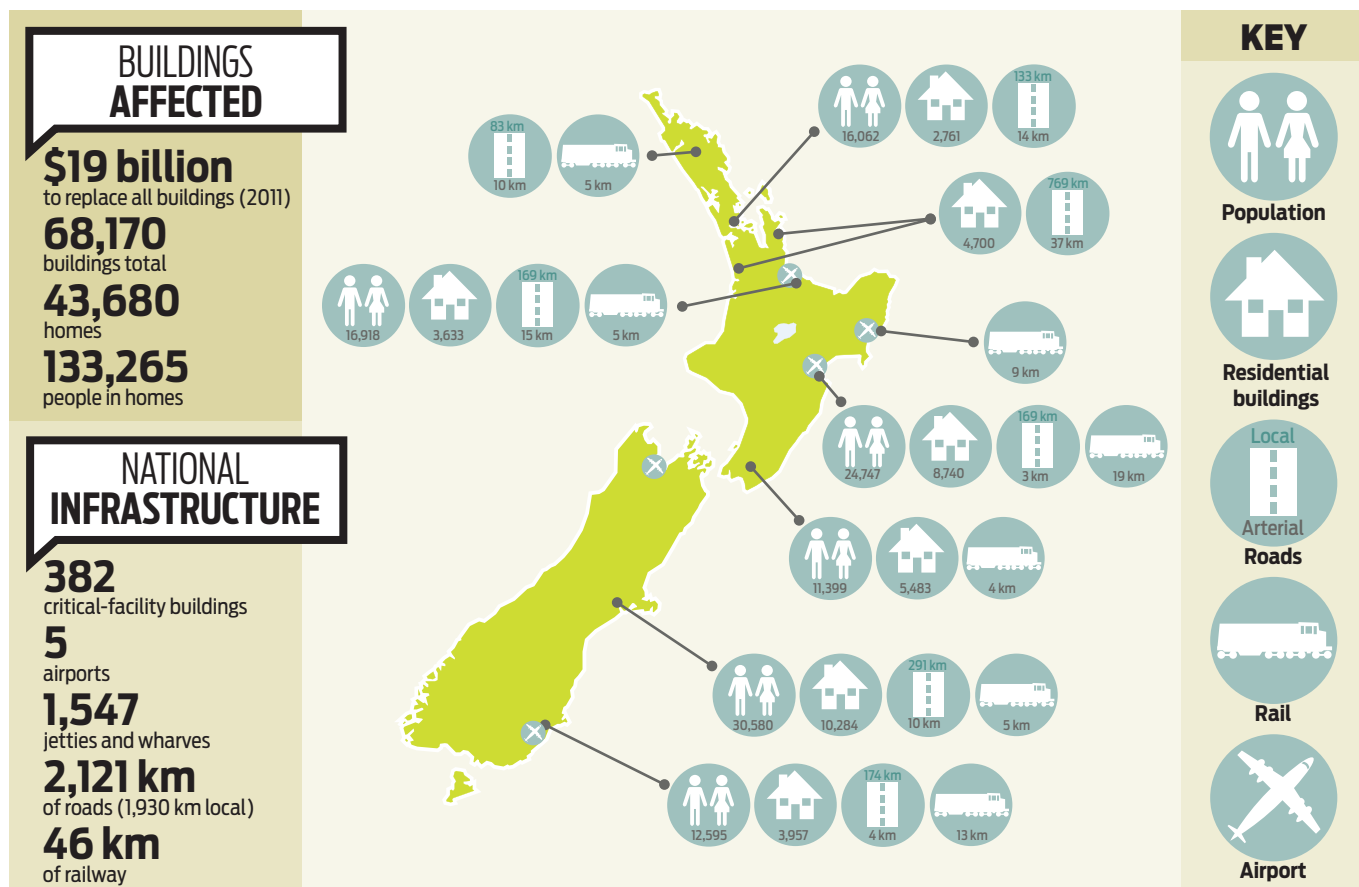 BUILDINGS
AFFECTED
$19 billion
to replace all buildings (2011)
68,170
buildings total
43,680
homes
133,265
people in homes
NATIONAL
INFRASTRUCTURE
382
critical-facility buildings
5
airports
1,547
jetties and wharves
2,121 km
of roads (1,930 km local)
46 km
of railway
83 km
10 km
5 km
16,062
2,761
133 km
14 km
4,700
769 km
37 km
16,918
3,633
169 km
15 km
5 km
9 km
24,747
8,740
169 km
3 km
19 km
11,399
5,483
4 km
30,580
10,284
291 km
10 km
5 km
12,595
3,957
174 km
4 km
13 km
KEY
Population
Residential
buildings
Local
Arterial
Roads
Rail
Airport